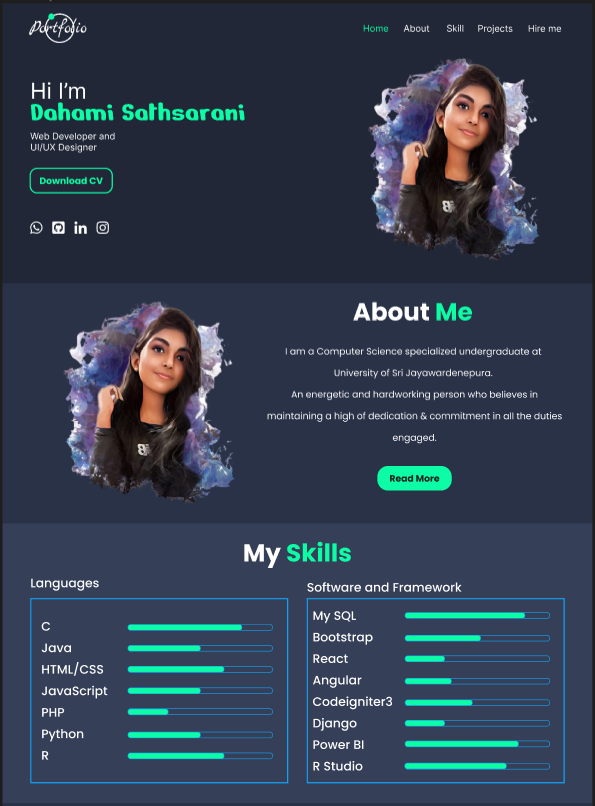 Portfolio
Home About Skill Projects Hire me
Hi I'm
Dahami Sathsarani
Web Developer and
UI/UX Designer
Download CV
in
About Me
I am a Computer Science specialized undergraduate at
University of Sri Jayawardenepura.
An energetic and hardworking person who believes in
maintaining a high of dedication & commitment in all the duties
engaged.
Read More
My Skills
Languages
C
Java
HTML/CSS
JavaScript
PHP
Python
R
Software and Framework
My SQL
Bootstrap
React
Angular
Codeigniter3
Django
Power BI
R Studio